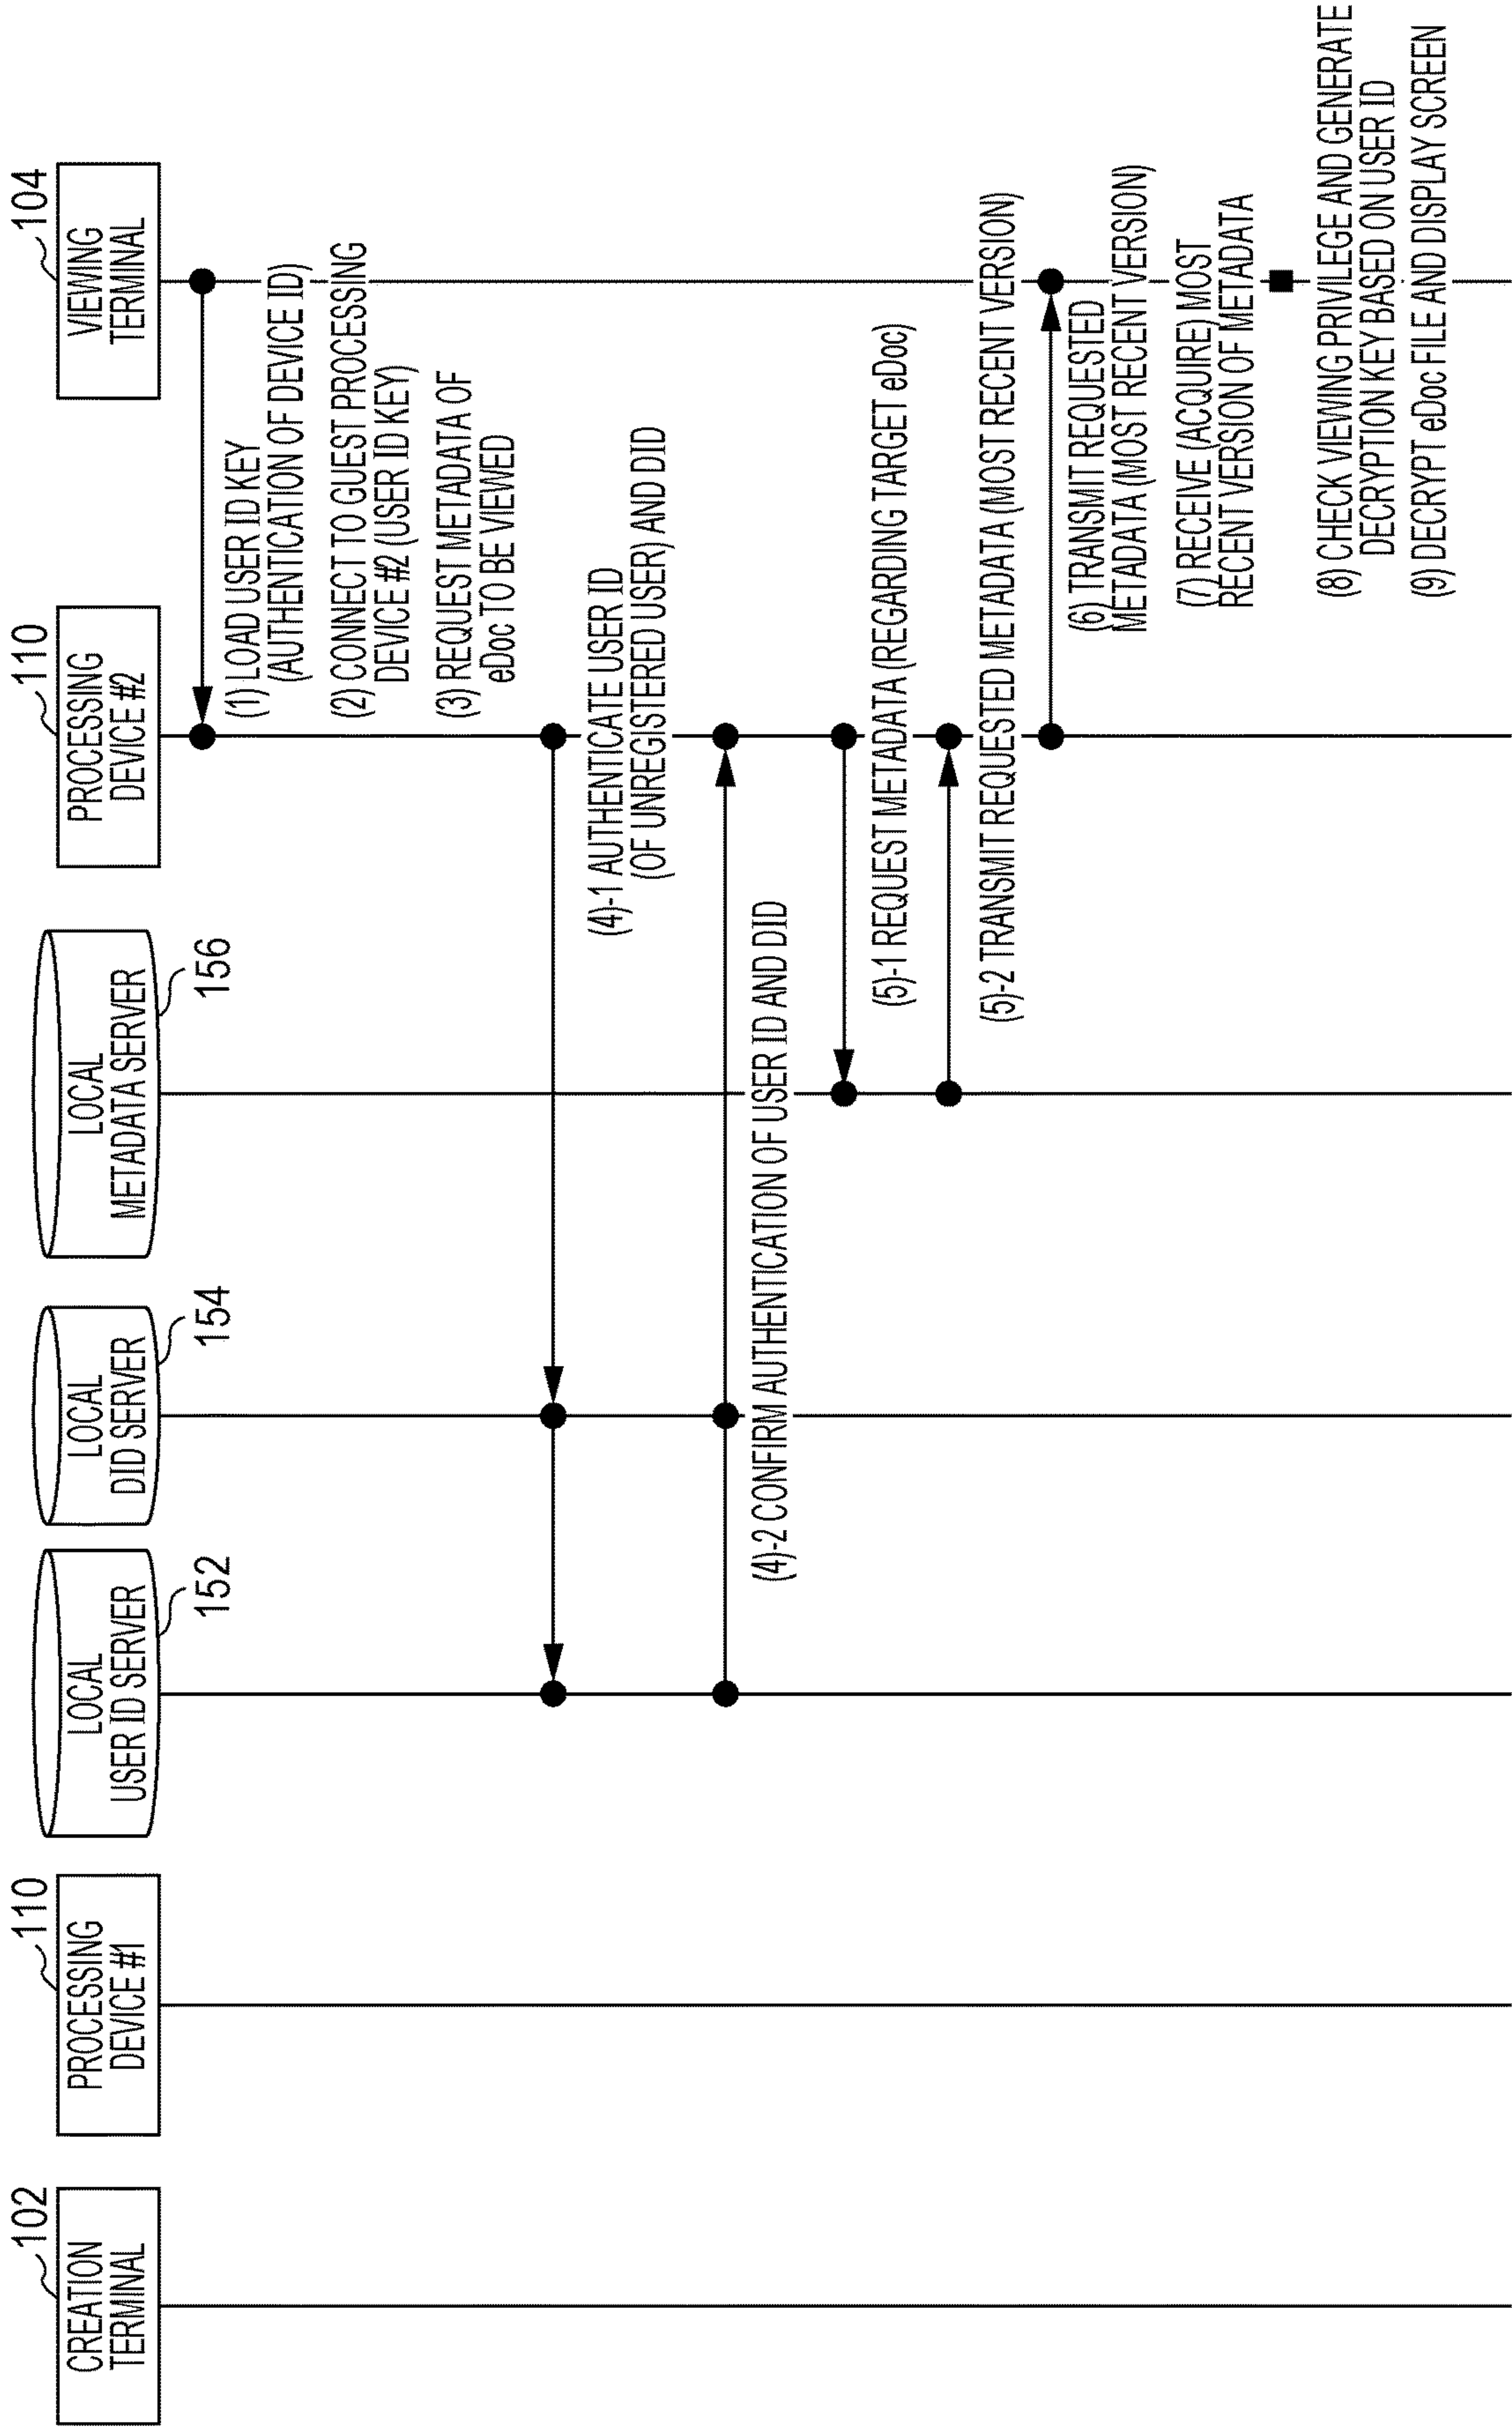 102
CREATION
TERMINAL
110
PROCESSING
DEVICE #1
LOCAL
USER ID SERVER
152
LOCAL
DID SERVER
154
LOCAL
METADATA SERVER
156
110
PROCESSING
DEVICE #2
104
VIEWING
TERMINAL
(1) LOAD USER ID KEY
(AUTHENTICATION OF DEVICE ID)
(2) CONNECT TO GUEST PROCESSING
DEVICE #2 (USER ID KEY)
(3) REQUEST METADATA OF
eDoc TO BE VIEWED
(4)-1 AUTHENTICATE USER ID
(OF UNREGISTERED USER) AND DID
(4)-2 CONFIRM AUTHENTICATION OF USER ID AND DID
(5)-1 REQUEST METADATA (REGARDING TARGET eDoc)
(5)-2 TRANSMIT REQUESTED METADATA (MOST RECENT VERSION)
(6) TRANSMIT REQUESTED
METADATA (MOST RECENT VERSION)
(7) RECEIVE (ACQUIRE) MOST
RECENT VERSION OF METADATA
(8) CHECK VIEWING PRIVILEGE AND GENERATE
DECRYPTION KEY BASED ON USER ID
(9) DECRYPT eDoc FILE AND DISPLAY SCREEN